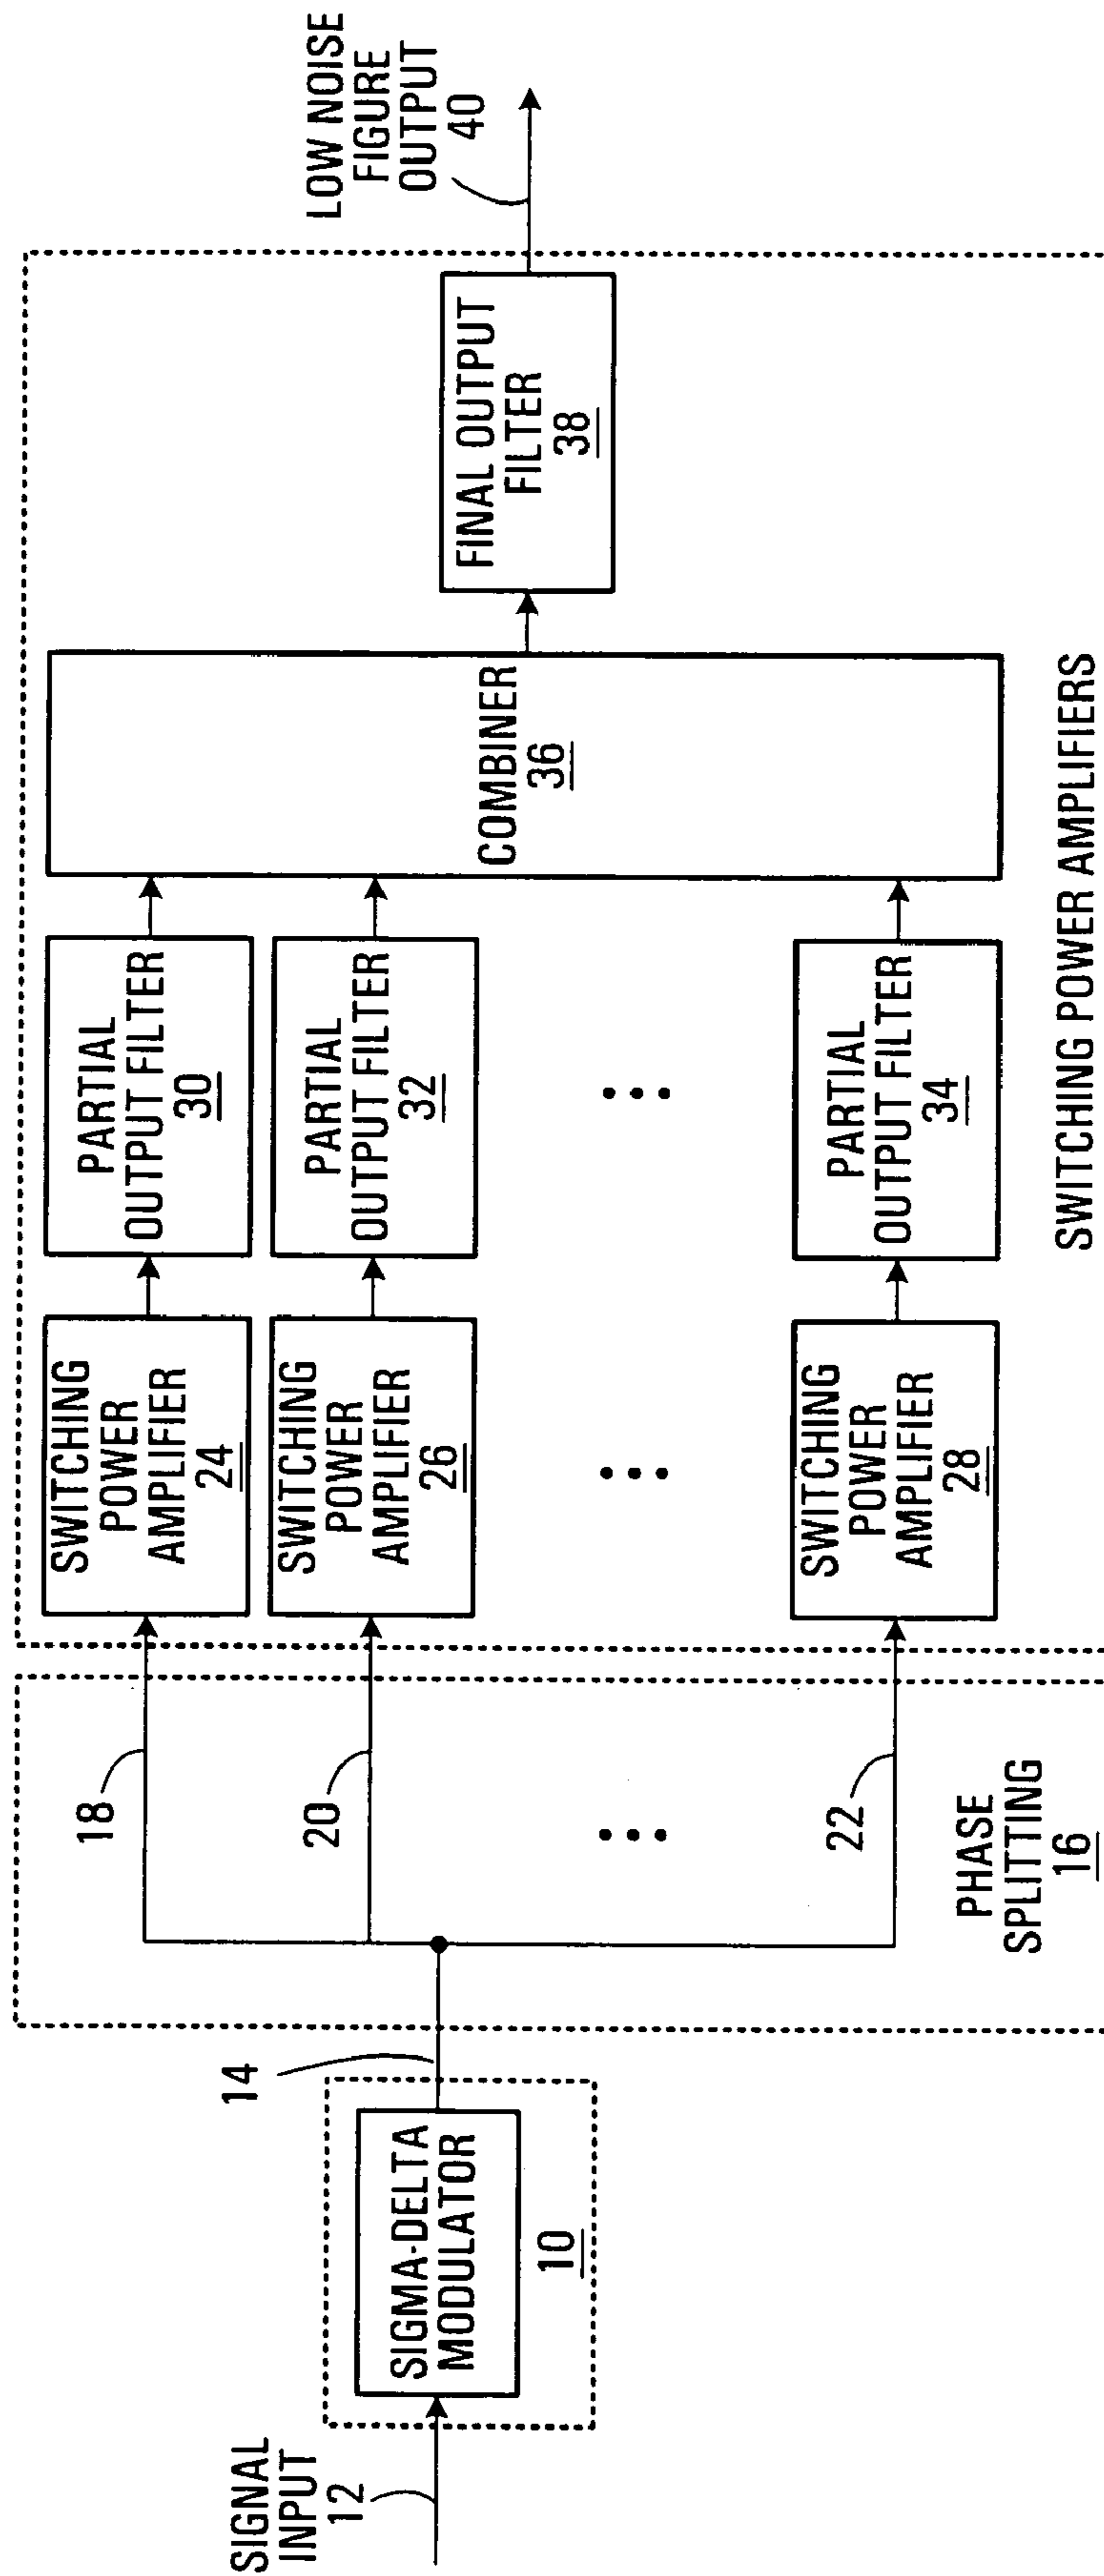 SIGNAL
INPUT
12
SIGMA-DELTA
MODULATOR
10
14
18
20
22
PHASE
SPLITTING
16
SWITCHING
POWER
AMPLIFIER
24
SWITCHING
POWER
AMPLIFIER
26
SWITCHING
POWER
AMPLIFIER
28
PARTIAL
OUTPUT FILTER
30
PARTIAL
OUTPUT FILTER
32
PARTIAL
OUTPUT FILTER
34
COMBINER
36
FINAL OUTPUT
FILTER
38
LOW NOISE
FIGURE
OUTPUT
40
SWITCHING POWER AMPLIFIERS